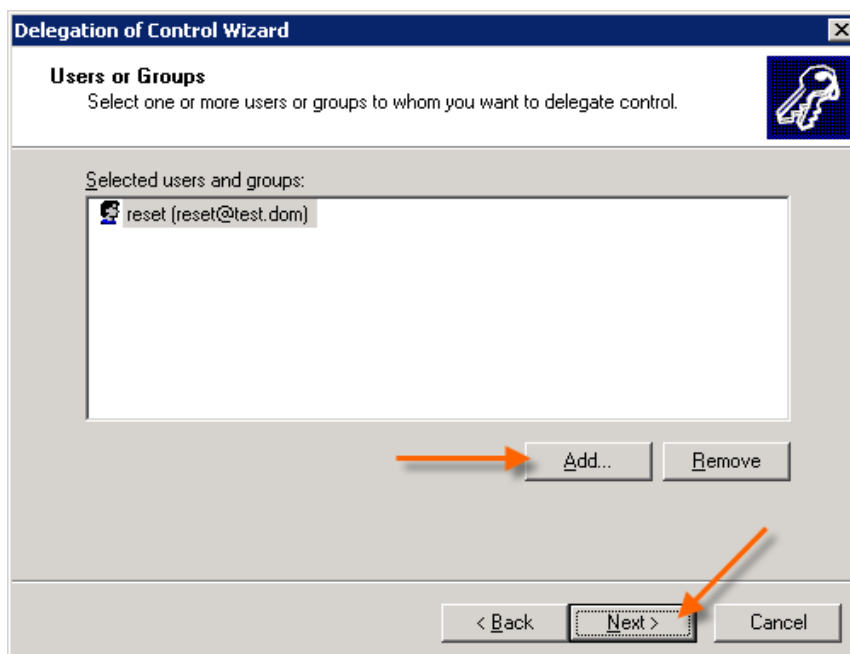 Delegation of Control Wizard
Users or Groups
Select one or more users or groups to whom you want to delegate control.
Selected users and groups:
reset (reset@test.dom)
Add... Remove
< Back Next > Cancel